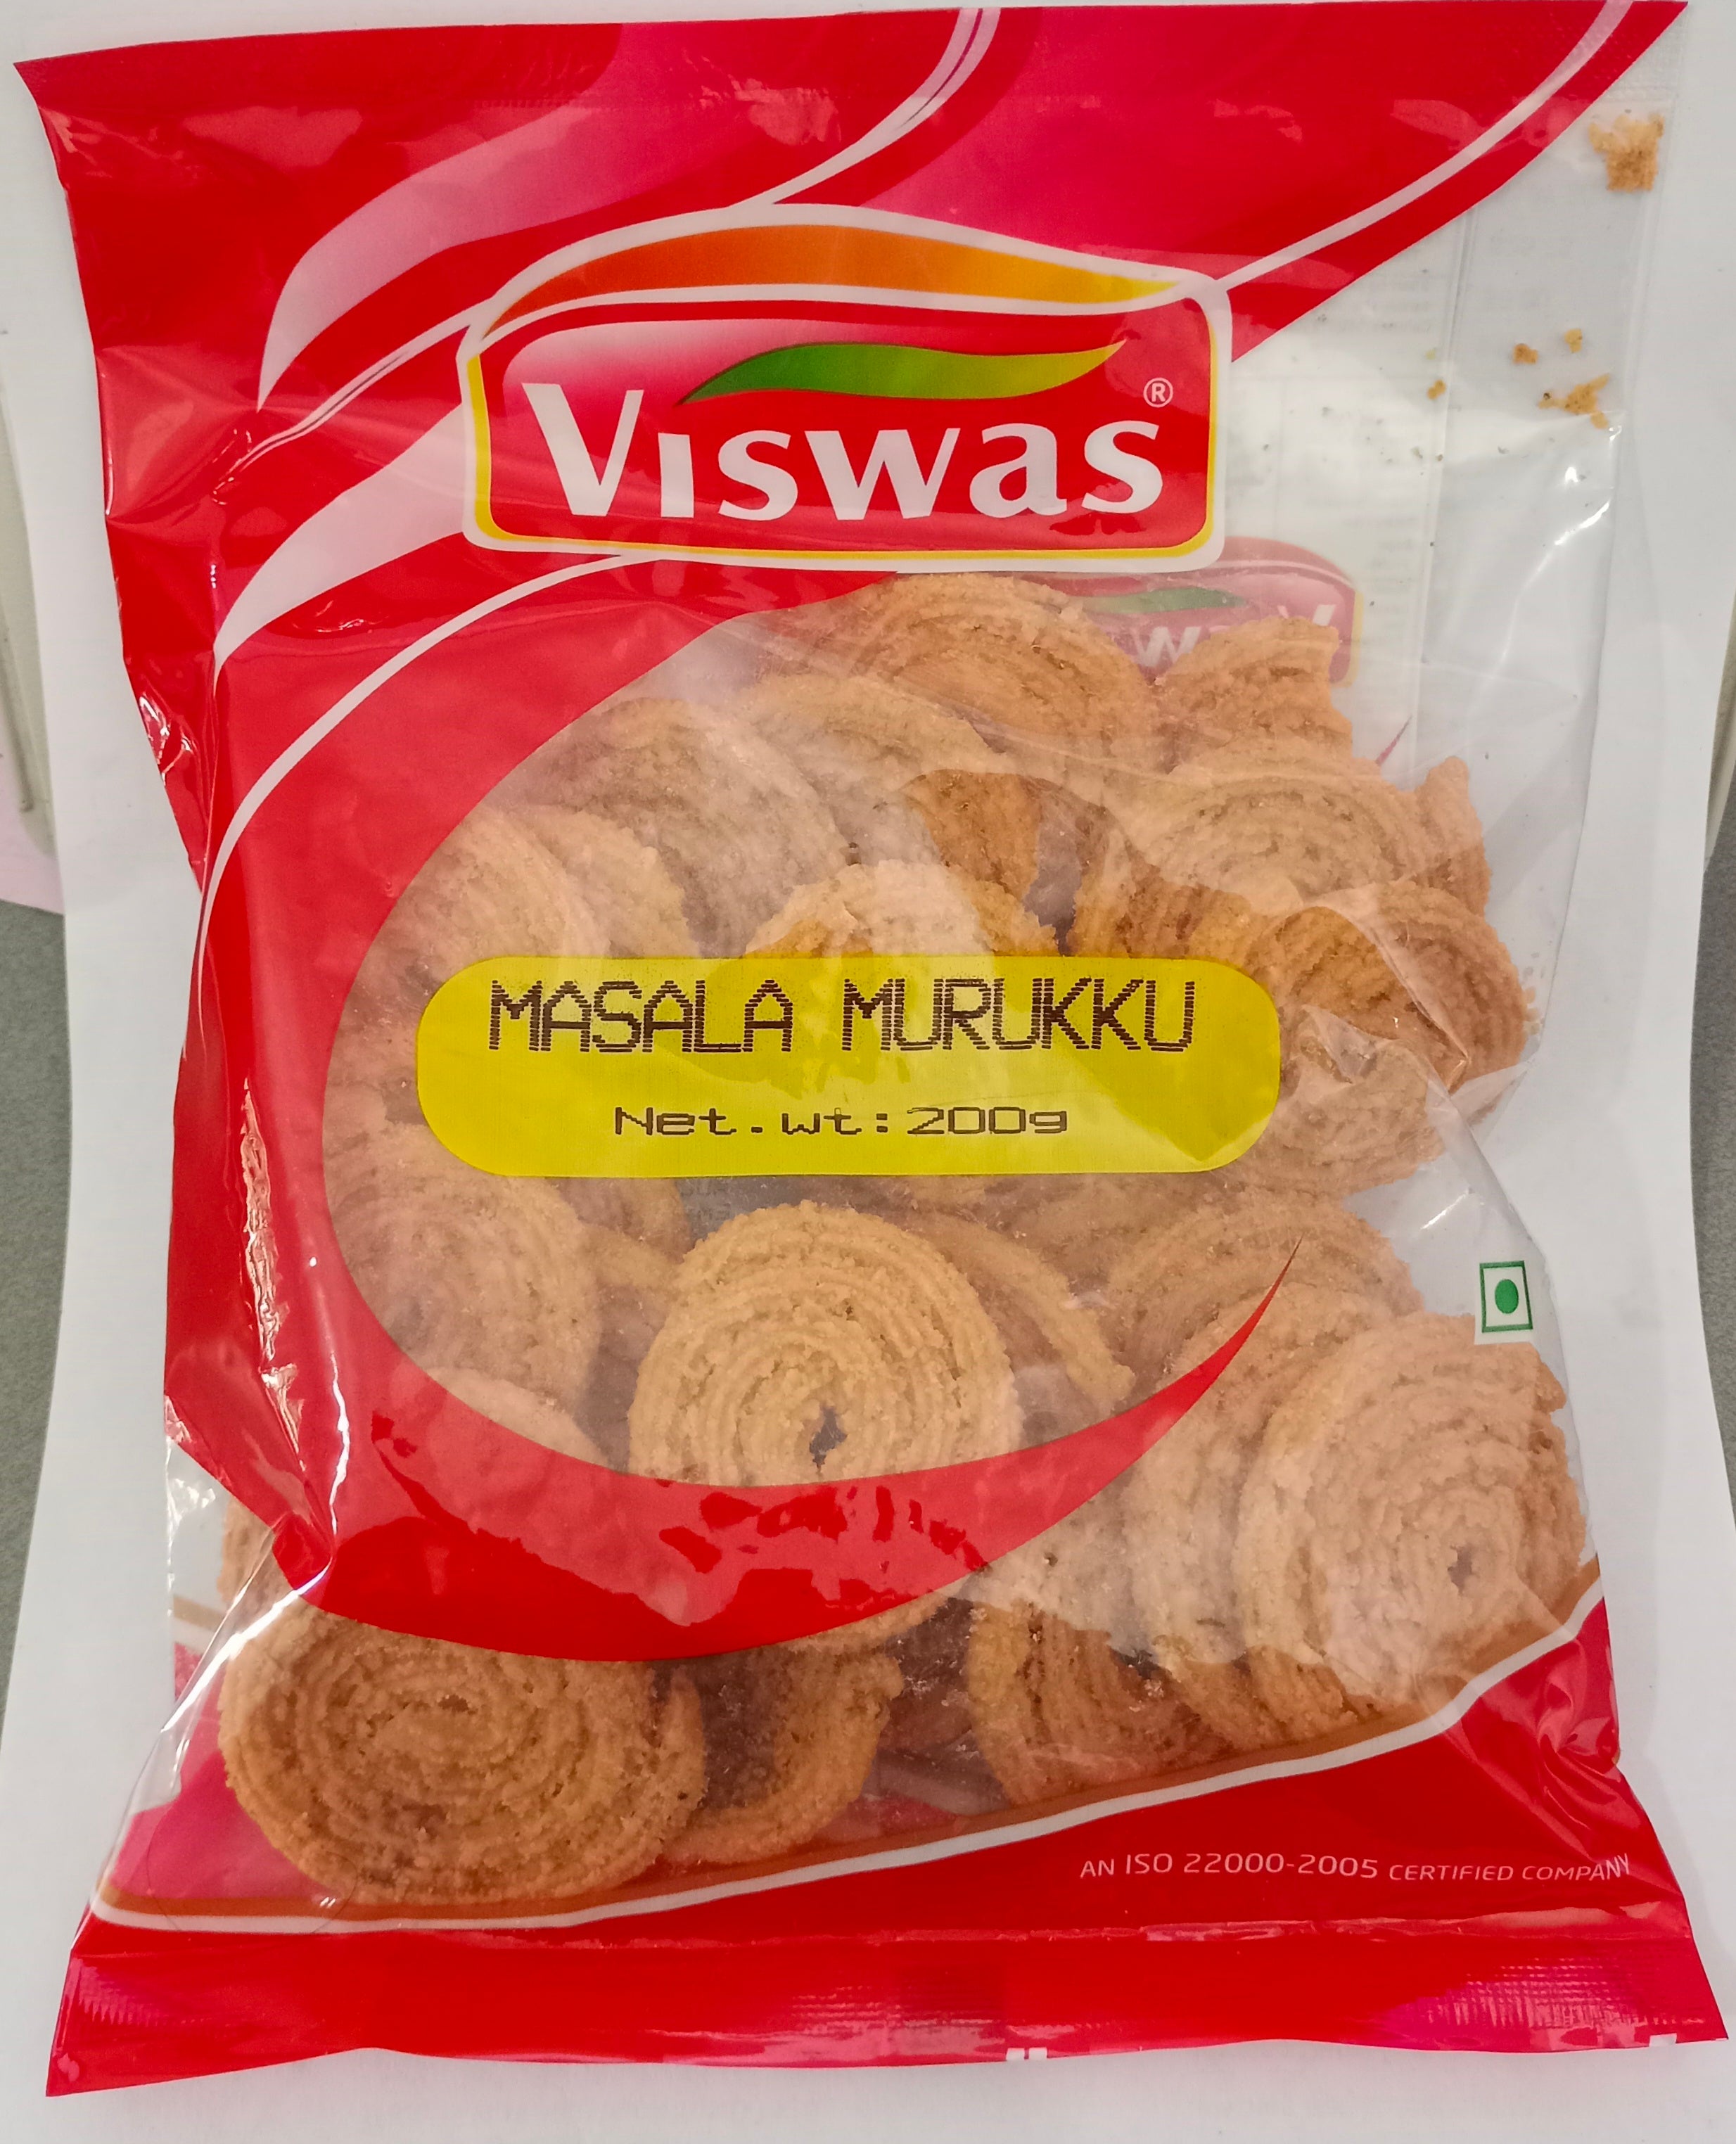 VISWAS®
MASALA MURUKKU
Net.wt:200g
AN ISO 22000-2005 CERTIFIED COMPANY